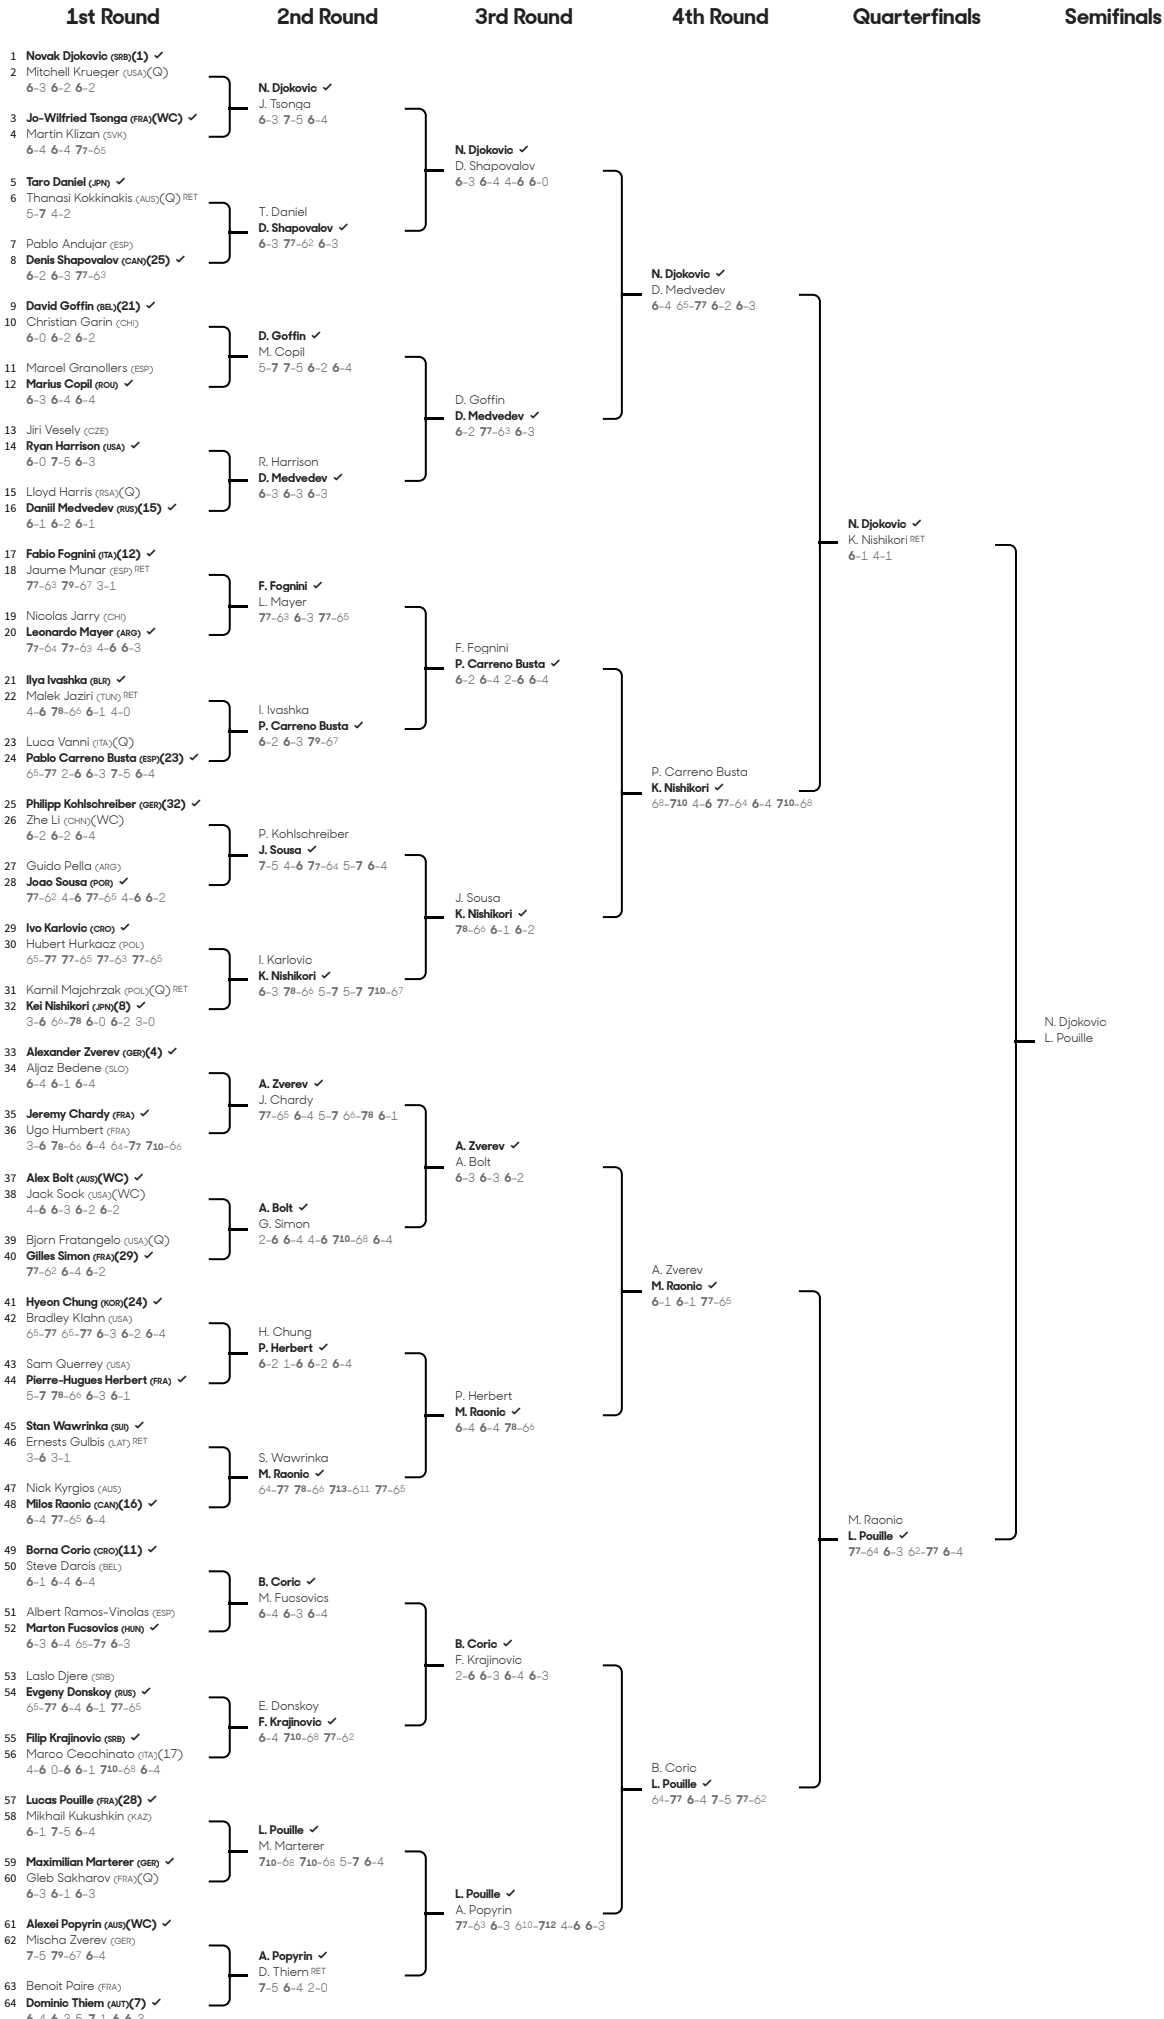 1st Round
2nd Round
3rd Round
4th Round
Quarterfinals
Semifinals
1 Novak Djokovic (SRB)(1) ✓
2 Mitchell Krueger (USA)(Q)
6-3 6-2 6-2
3 Jo-Wilfried Tsonga (FRA)(WC) ✓
4 Martin Klizan (SVK)
6-4 6-4 77-65
5 Taro Daniel (JPN) ✓
6 Thanasi Kokkinakis (AUS)(Q) RET
5-7 4-2
7 Pablo Andujar (ESP)
8 Denis Shapovalov (CAN)(25) ✓
6-2 6-3 77-63
9 David Goffin (BEL)(21) ✓
10 Christian Garin (CHI)
6-0 6-2 6-2
11 Marcel Granollers (ESP)
12 Marius Copil (ROU) ✓
6-3 6-4 6-4
13 Jiri Vesely (CZE)
14 Ryan Harrison (USA) ✓
6-0 7-5 6-3
15 Lloyd Harris (RSA)(Q)
16 Daniil Medvedev (RUS)(15) ✓
6-1 6-2 6-1
17 Fabio Fognini (ITA)(12) ✓
18 Jaume Munar (ESP) RET
77-63 79-67 3-1
19 Nicolas Jarry (CHI)
20 Leonardo Mayer (ARG) ✓
77-64 77-63 4-6 6-3
21 Ilya Ivashka (BLR) ✓
22 Malek Jaziri (TUN) RET
4-6 78-66 6-1 4-0
23 Luca Vanni (ITA)(Q)
24 Pablo Carreno Busta (ESP)(23) ✓
65-77 2-6 6-3 7-5 6-4
25 Philipp Kohlschreiber (GER)(32) ✓
26 Zhe Li (CHN)(WC)
6-2 6-2 6-4
27 Guido Pella (ARG)
28 Joao Sousa (POR) ✓
77-62 4-6 77-65 4-6 6-2
29 Ivo Karlovic (CRO) ✓
30 Hubert Hurkacz (POL)
65-77 77-65 77-63 77-65
31 Kamil Majchrzak (POL)(Q) RET
32 Kei Nishikori (JPN)(8) ✓
3-6 66-78 6-0 6-2 3-0
33 Alexander Zverev (GER)(4) ✓
34 Aljaz Bedene (SLO)
6-4 6-1 6-4
35 Jeremy Chardy (FRA) ✓
36 Ugo Humbert (FRA)
3-6 78-66 6-4 64-77 710-66
37 Alex Bolt (AUS)(WC) ✓
38 Jack Sock (USA)(WC)
4-6 6-3 6-2 6-2
39 Bjorn Fratangelo (USA)(Q)
40 Gilles Simon (FRA)(29) ✓
77-62 6-4 6-2
41 Hyeon Chung (KOR)(24) ✓
42 Bradley Klahn (USA)
65-77 65-77 6-3 6-2 6-4
43 Sam Querrey (USA)
44 Pierre-Hugues Herbert (FRA) ✓
5-7 78-66 6-3 6-1
45 Stan Wawrinka (SUI) ✓
46 Ernests Gulbis (LAT) RET
3-6 3-1
47 Nick Kyrgios (AUS)
48 Milos Raonic (CAN)(16) ✓
6-4 77-65 6-4
49 Borna Coric (CRO)(11) ✓
50 Steve Darcis (BEL)
6-1 6-4 6-4
51 Albert Ramos-Vinolas (ESP)
52 Marton Fucsovics (HUN) ✓
6-3 6-4 65-77 6-3
53 Laslo Djere (SRB)
54 Evgeny Donskoy (RUS) ✓
65-77 6-4 6-1 77-65
55 Filip Krajinovic (SRB) ✓
56 Marco Cecchinato (ITA)(17)
4-6 0-6 6-1 710-68 6-4
57 Lucas Pouille (FRA)(28) ✓
58 Mikhail Kukushkin (KAZ)
6-1 7-5 6-4
59 Maximilian Marterer (GER) ✓
60 Gleb Sakharov (FRA)(Q)
6-3 6-1 6-3
61 Alexei Popyrin (AUS)(WC) ✓
62 Mischa Zverev (GER)
7-5 79-67 6-4
63 Benoit Paire (FRA)
64 Dominic Thiem (AUT)(7) ✓
6-4 6-3 5-7 1-6 6-3
N. Djokovic ✓
J. Tsonga
6-3 7-5 6-4
T. Daniel
D. Shapovalov ✓
6-3 77-62 6-3
D. Goffin ✓
M. Copil
5-7 7-5 6-2 6-4
R. Harrison
D. Medvedev ✓
6-3 6-3 6-3
F. Fognini ✓
L. Mayer
77-63 6-3 77-65
I. Ivashka
P. Carreno Busta ✓
6-2 6-3 79-67
P. Kohlschreiber
J. Sousa ✓
7-5 4-6 77-64 5-7 6-4
I. Karlovic
K. Nishikori ✓
6-3 78-66 5-7 5-7 710-67
A. Zverev ✓
J. Chardy
77-65 6-4 5-7 66-78 6-1
A. Bolt ✓
G. Simon
2-6 6-4 4-6 710-68 6-4
H. Chung
P. Herbert ✓
6-2 1-6 6-2 6-4
S. Wawrinka
M. Raonic ✓
64-77 78-66 713-611 77-65
B. Coric ✓
M. Fucsovics
6-4 6-3 6-4
E. Donskoy
F. Krajinovic ✓
6-4 710-68 77-62
L. Pouille ✓
M. Marterer
710-68 710-68 5-7 6-4
A. Popyrin ✓
D. Thiem RET
7-5 6-4 2-0
N. Djokovic ✓
D. Shapovalov
6-3 6-4 4-6 6-0
D. Goffin
D. Medvedev ✓
6-2 77-63 6-3
F. Fognini
P. Carreno Busta ✓
6-2 6-4 2-6 6-4
J. Sousa
K. Nishikori ✓
78-66 6-1 6-2
A. Zverev ✓
A. Bolt
6-3 6-3 6-2
P. Herbert
M. Raonic ✓
6-4 6-4 78-66
B. Coric ✓
F. Krajinovic
2-6 6-3 6-4 6-3
L. Pouille ✓
A. Popyrin
77-63 6-3 610-712 4-6 6-3
N. Djokovic ✓
D. Medvedev
6-4 65-77 6-2 6-3
P. Carreno Busta
K. Nishikori ✓
68-710 4-6 77-64 6-4 710-68
A. Zverev
M. Raonic ✓
6-1 6-1 77-65
B. Coric
L. Pouille ✓
64-77 6-4 7-5 77-62
N. Djokovic ✓
K. Nishikori RET
6-1 4-1
M. Raonic
L. Pouille ✓
77-64 6-3 62-77 6-4
N. Djokovic
L. Pouille